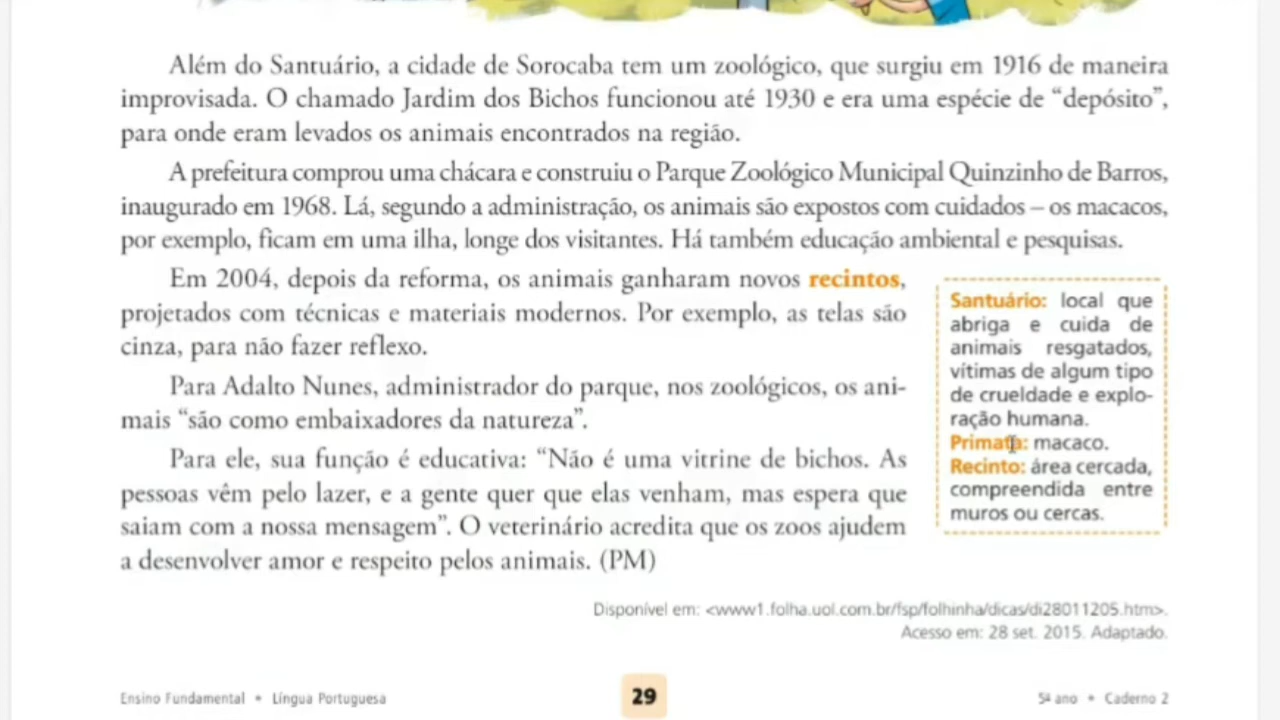 Além do Santuário, a cidade de Sorocaba tem um zoológico, que surgiu em 1916 de maneira
improvisada. O chamado Jardim dos Bichos funcionou até 1930 e era uma espécie de “depósito”,
para onde eram levados os animais encontrados na região.
A prefeitura comprou uma chácara e construiu o Parque Zoológico Municipal Quinzinho de Barros,
inaugurado em 1968. Lá, segundo a administração, os animais são expostos com cuidados – os macacos,
por exemplo, ficam em uma ilha, longe dos visitantes. Há também educação ambiental e pesquisas.
Em 2004, depois da reforma, os animais ganharam novos recintos,
projetados com técnicas e materiais modernos. Por exemplo, as telas são
cinza, para não fazer reflexo.
Para Adalto Nunes, administrador do parque, nos zoológicos, os ani-
mais “são como embaixadores da natureza”.
Para ele, sua função é educativa: “Não é uma vitrine de bichos. As
pessoas vêm pelo lazer, e a gente quer que elas venham, mas espera que
saiam com a nossa mensagem”. O veterinário acredita que os zoos ajudem
a desenvolver amor e respeito pelos animais. (PM)
Santuário: local que
abriga e cuida de
animais resgatados,
vítimas de algum tipo
de crueldade e explo-
ração humana.
Primata: macaco.
Recinto: área cercada,
compreendida entre
muros ou cercas.
Disponível em: <www1.folha.uol.com.br/fsp/folhinha/dicas/di28011205.htm>.
Acesso em: 28 set. 2015. Adaptado.
Ensino Fundamental • Língua Portuguesa
29
5º ano • Caderno 2